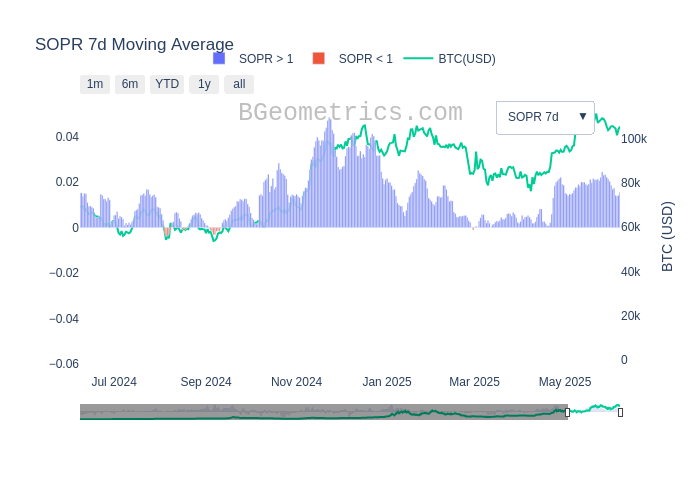 SOPR 7d Moving Average
SOPR > 1
SOPR < 1
BTC(USD)
1m
6m
YTD
1y
all
BGeometrics.com
SOPR 7d
▼
0.04
0.02
0
−0.02
−0.04
−0.06
100k
80k
60k
40k
20k
0
BTC (USD)
Jul 2024
Sep 2024
Nov 2024
Jan 2025
Mar 2025
May 2025